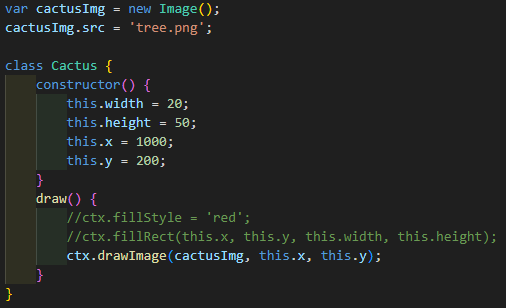 var cactusImg = new Image();
cactusImg.src = 'tree.png';

class Cactus {
    constructor() {
        this.width = 20;
        this.height = 50;
        this.x = 1000;
        this.y = 200;
    }
    draw() {
        //ctx.fillStyle = 'red';
        //ctx.fillRect(this.x, this.y, this.width, this.height);
        ctx.drawImage(cactusImg, this.x, this.y);
    }
}